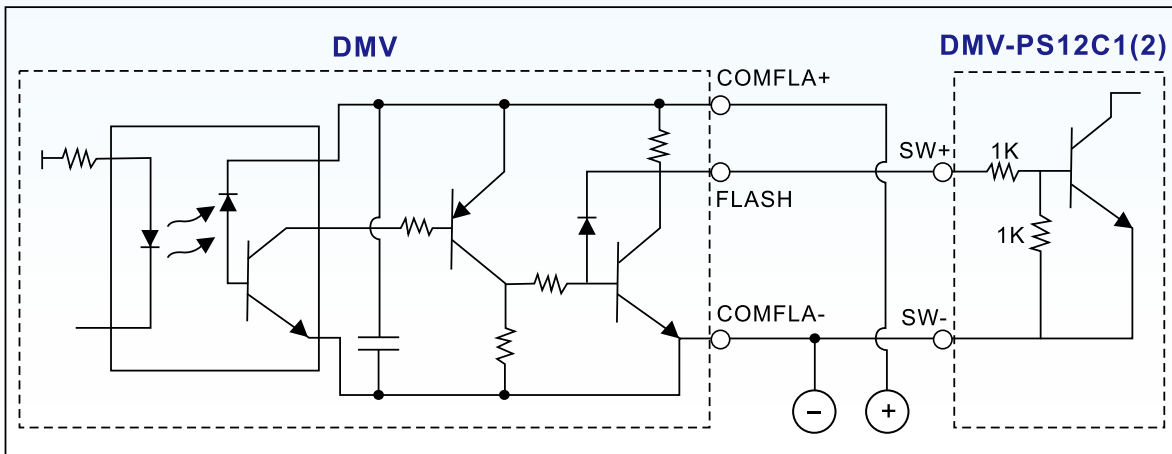 DMV
DMV-PS12C1(2)
COMFLA+
SW+
1K
FLASH
1K
COMFLA-
SW-
−
+